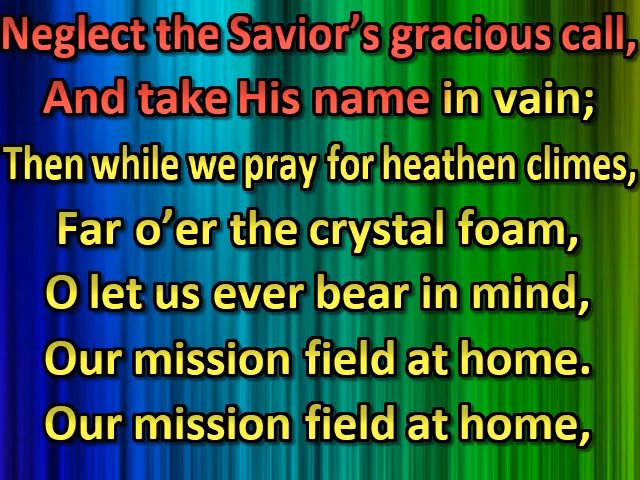 Neglect the Savior's gracious call,
And take His name in vain;
Then while we pray for heathen climes,
Far o'er the crystal foam,
O let us ever bear in mind,
Our mission field at home.
Our mission field at home,